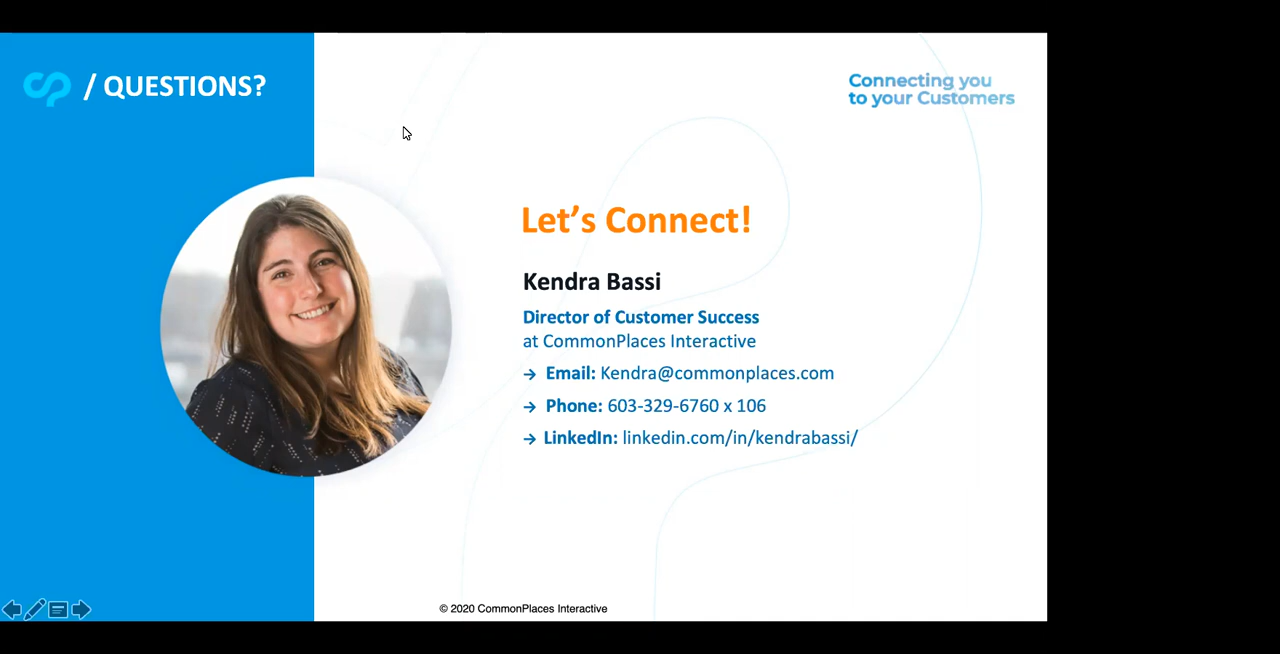 / QUESTIONS?
Connecting you
to your Customers
Let’s Connect!
Kendra Bassi
Director of Customer Success
at CommonPlaces Interactive
→ Email: Kendra@commonplaces.com
→ Phone: 603-329-6760 x 106
→ LinkedIn: linkedin.com/in/kendrabassi/
© 2020 CommonPlaces Interactive